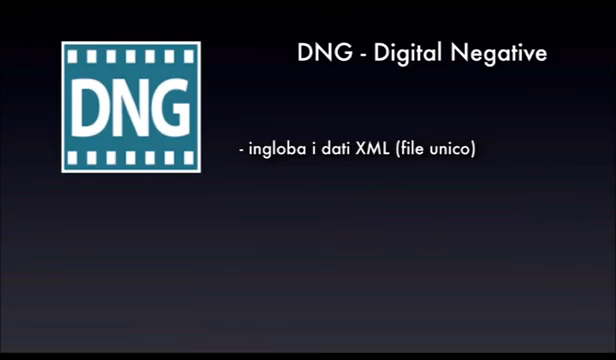 DNG - Digital Negative
DNG
- ingloba i dati XML (file unico)